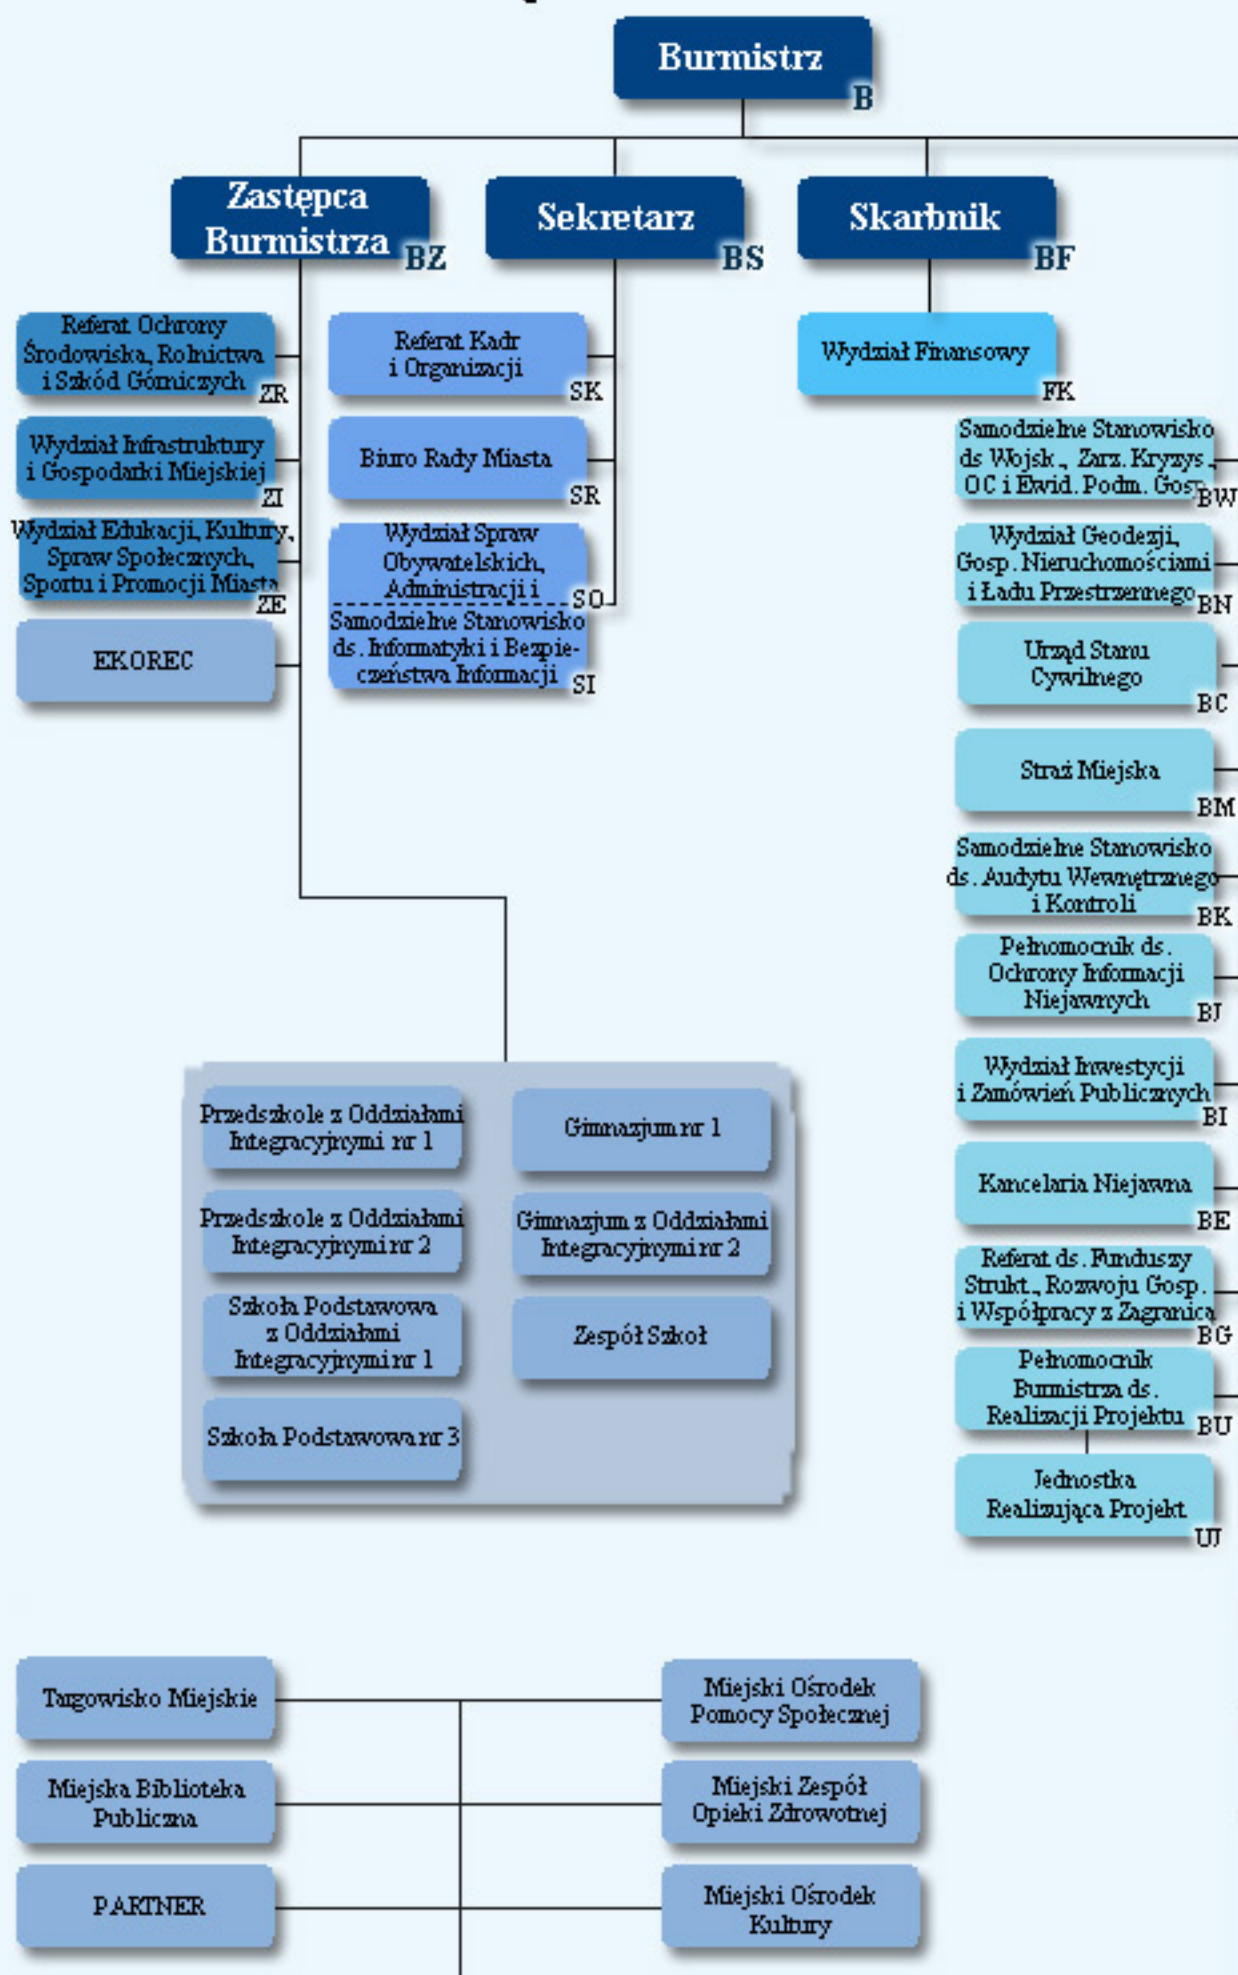 Burmistrz
B
Zastępca
Burmistrza
BZ
Sekretarz
BS
Skarbnik
BF
Referat Ochrony
Środowiska, Rolnictwa
i Szkód Górniczych
ZR
Wydział Infrastruktury
i Gospodarki Miejskiej
ZI
Wydział Edukacji, Kultury,
Spraw Społecznych,
Sportu i Promocji Miasta
ZE
EKOREC
Referat Kadr
i Organizacji
SK
Biuro Rady Miasta
SR
Wydział Spraw
Obywatelskich,
Administracji i
SO
Samodzielne Stanowisko
ds. Informatyki i Bezpie-
czeństwa Informacji
SI
Wydział Finansowy
FK
Samodzielne Stanowisko
ds Wojsk., Zarz. Kryzys.,
OC i Ewid. Podm. Gosp.
BW
Wydział Geodezji,
Gosp. Nieruchomościami
i Ładu Przestrzennego
BN
Urząd Stanu
Cywilnego
BC
Straż Miejska
BM
Samodzielne Stanowisko
ds. Audytu Wewnętrznego
i Kontroli
BK
Pełnomocnik ds.
Ochrony Informacji
Niejawnych
BJ
Wydział Inwestycji
i Zamówień Publicznych
BI
Kancelaria Niejawna
BE
Referat ds. Funduszy
Strukt., Rozwoju Gosp.
i Współpracy z Zagranicą
BG
Pełnomocnik
Burmistrza ds.
Realizacji Projektu
BU
Jednostka
Realizująca Projekt
UJ
Przedszkole z Oddziałami
Integracyjnymi nr 1
Gimnazjum nr 1
Przedszkole z Oddziałami
Integracyjnymi nr 2
Gimnazjum z Oddziałami
Integracyjnymi nr 2
Szkoła Podstawowa
z Oddziałami
Integracyjnymi nr 1
Zespół Szkoł
Szkoła Podstawowa nr 3
Targowisko Miejskie
Miejski Ośrodek
Pomocy Społecznej
Miejska Biblioteka
Publiczna
Miejski Zespół
Opieki Zdrowotnej
PARTNER
Miejski Ośrodek
Kultury